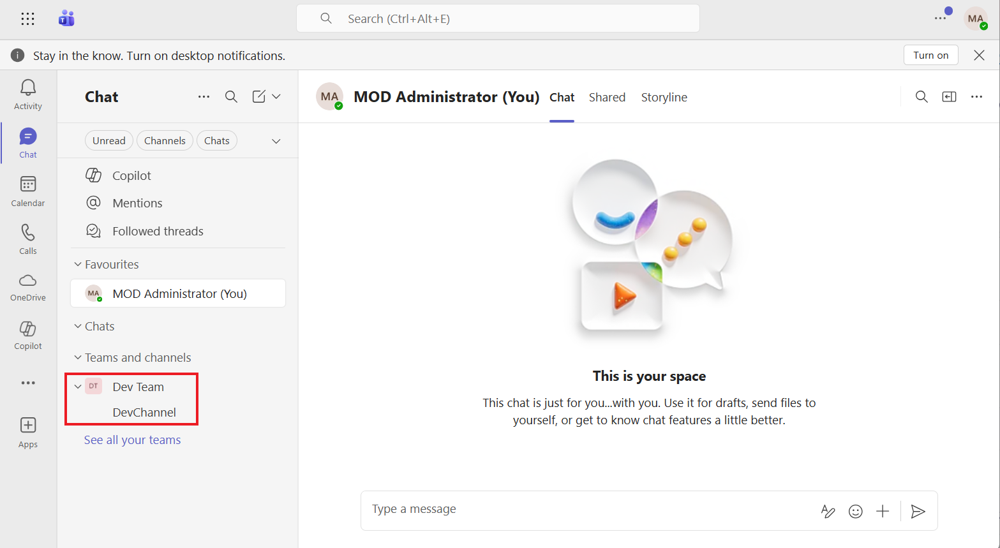 Search (Ctrl+Alt+E)
MA
Stay in the know. Turn on desktop notifications.
Turn on
Activity
Chat
Calendar
Calls
OneDrive
Copilot
Apps
Chat
Unread
Channels
Chats
Copilot
Mentions
Followed threads
Favourites
MA
MOD Administrator (You)
Chats
Teams and channels
DT
Dev Team
DevChannel
See all your teams
MA
MOD Administrator (You)
Chat
Shared
Storyline
This is your space
This chat is just for you...with you. Use it for drafts, send files to
yourself, or get to know chat features a little better.
Type a message